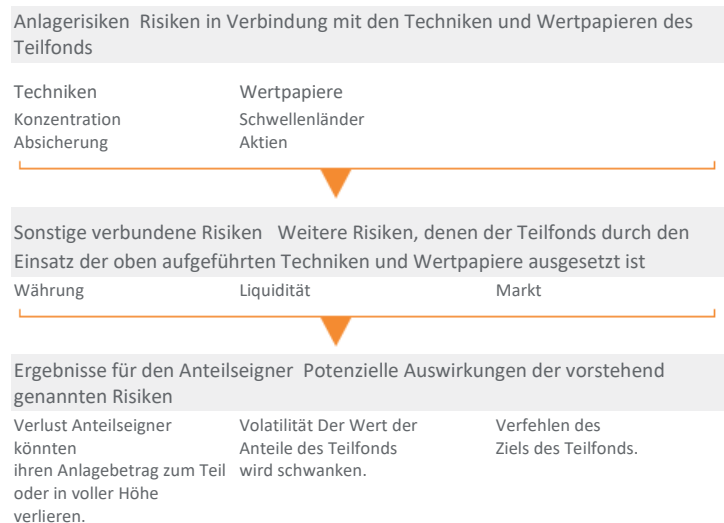 Anlagerisiken Risiken in Verbindung mit den Techniken und Wertpapieren des
Teilfonds
Techniken Wertpapiere
Konzentration Schwellenländer
Absicherung Aktien
Sonstige verbundene Risiken Weitere Risiken, denen der Teilfonds durch den
Einsatz der oben aufgeführten Techniken und Wertpapiere ausgesetzt ist
Währung Liquidität Markt
Ergebnisse für den Anteilseigner Potenzielle Auswirkungen der vorstehend
genannten Risiken
Verlust Anteilseigner
könnten
ihren Anlagebetrag zum Teil
oder in voller Höhe
verlieren.
Volatilität Der Wert der
Anteile des Teilfonds
wird schwanken.
Verfehlen des
Ziels des Teilfonds.